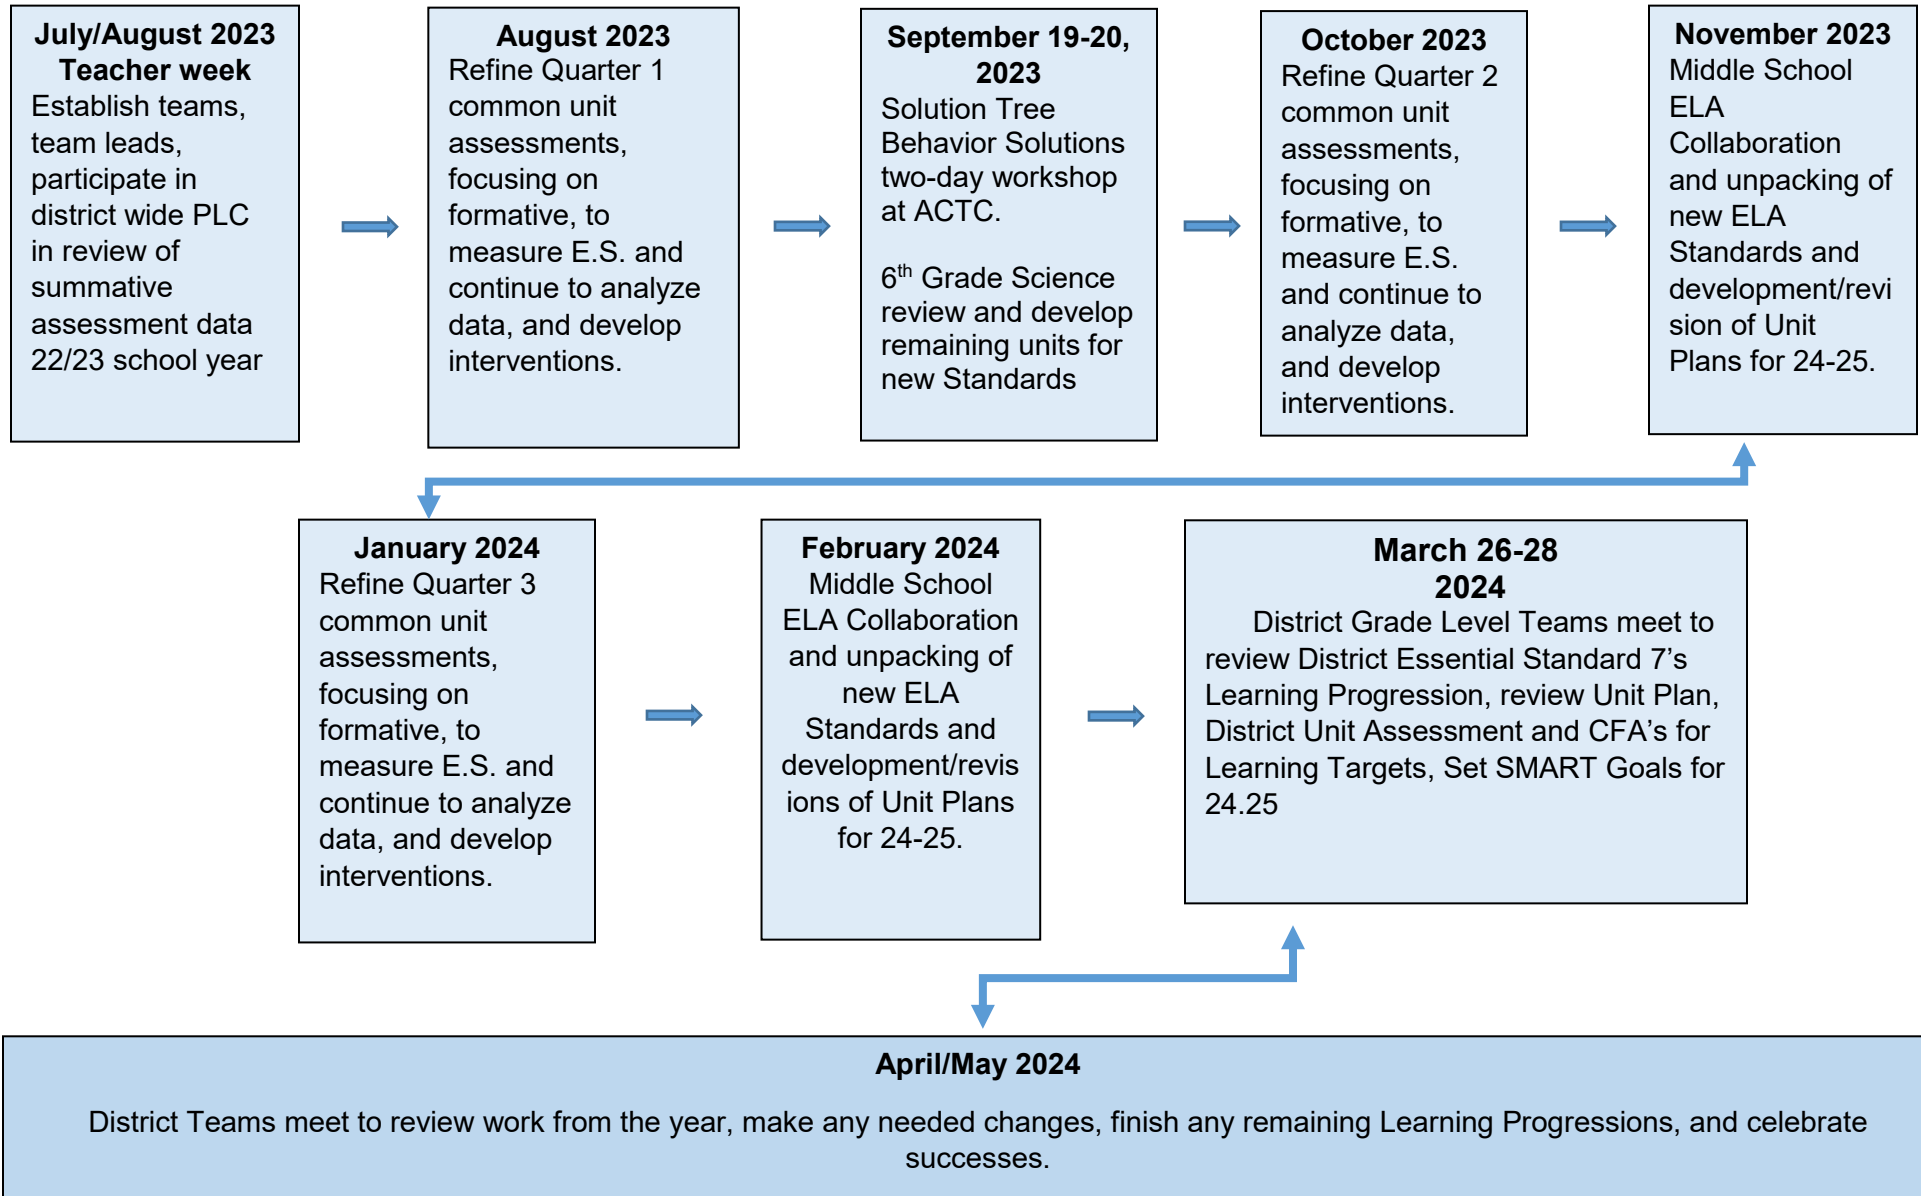 July/August 2023
Teacher week
Establish teams,
team leads,
participate in
district wide PLC
in review of
summative
assessment data
22/23 school year
August 2023
Refine Quarter 1
common unit
assessments,
focusing on
formative, to
measure E.S. and
continue to analyze
data, and develop
interventions.
September 19-20,
2023
Solution Tree
Behavior Solutions
two-day workshop
at ACTC.
6th Grade Science
review and develop
remaining units for
new Standards
October 2023
Refine Quarter 2
common unit
assessments,
focusing on
formative, to
measure E.S.
and continue to
analyze data,
and develop
interventions.
November 2023
Middle School
ELA
Collaboration
and unpacking of
new ELA
Standards and
development/revi
sion of Unit
Plans for 24-25.
January 2024
Refine Quarter 3
common unit
assessments,
focusing on
formative, to
measure E.S. and
continue to analyze
data, and develop
interventions.
February 2024
Middle School
ELA Collaboration
and unpacking of
new ELA
Standards and
development/revis
ions of Unit Plans
for 24-25.
March 26-28
2024
District Grade Level Teams meet to
review District Essential Standard 7’s
Learning Progression, review Unit Plan,
District Unit Assessment and CFA’s for
Learning Targets, Set SMART Goals for
24.25
April/May 2024
District Teams meet to review work from the year, make any needed changes, finish any remaining Learning Progressions, and celebrate
successes.